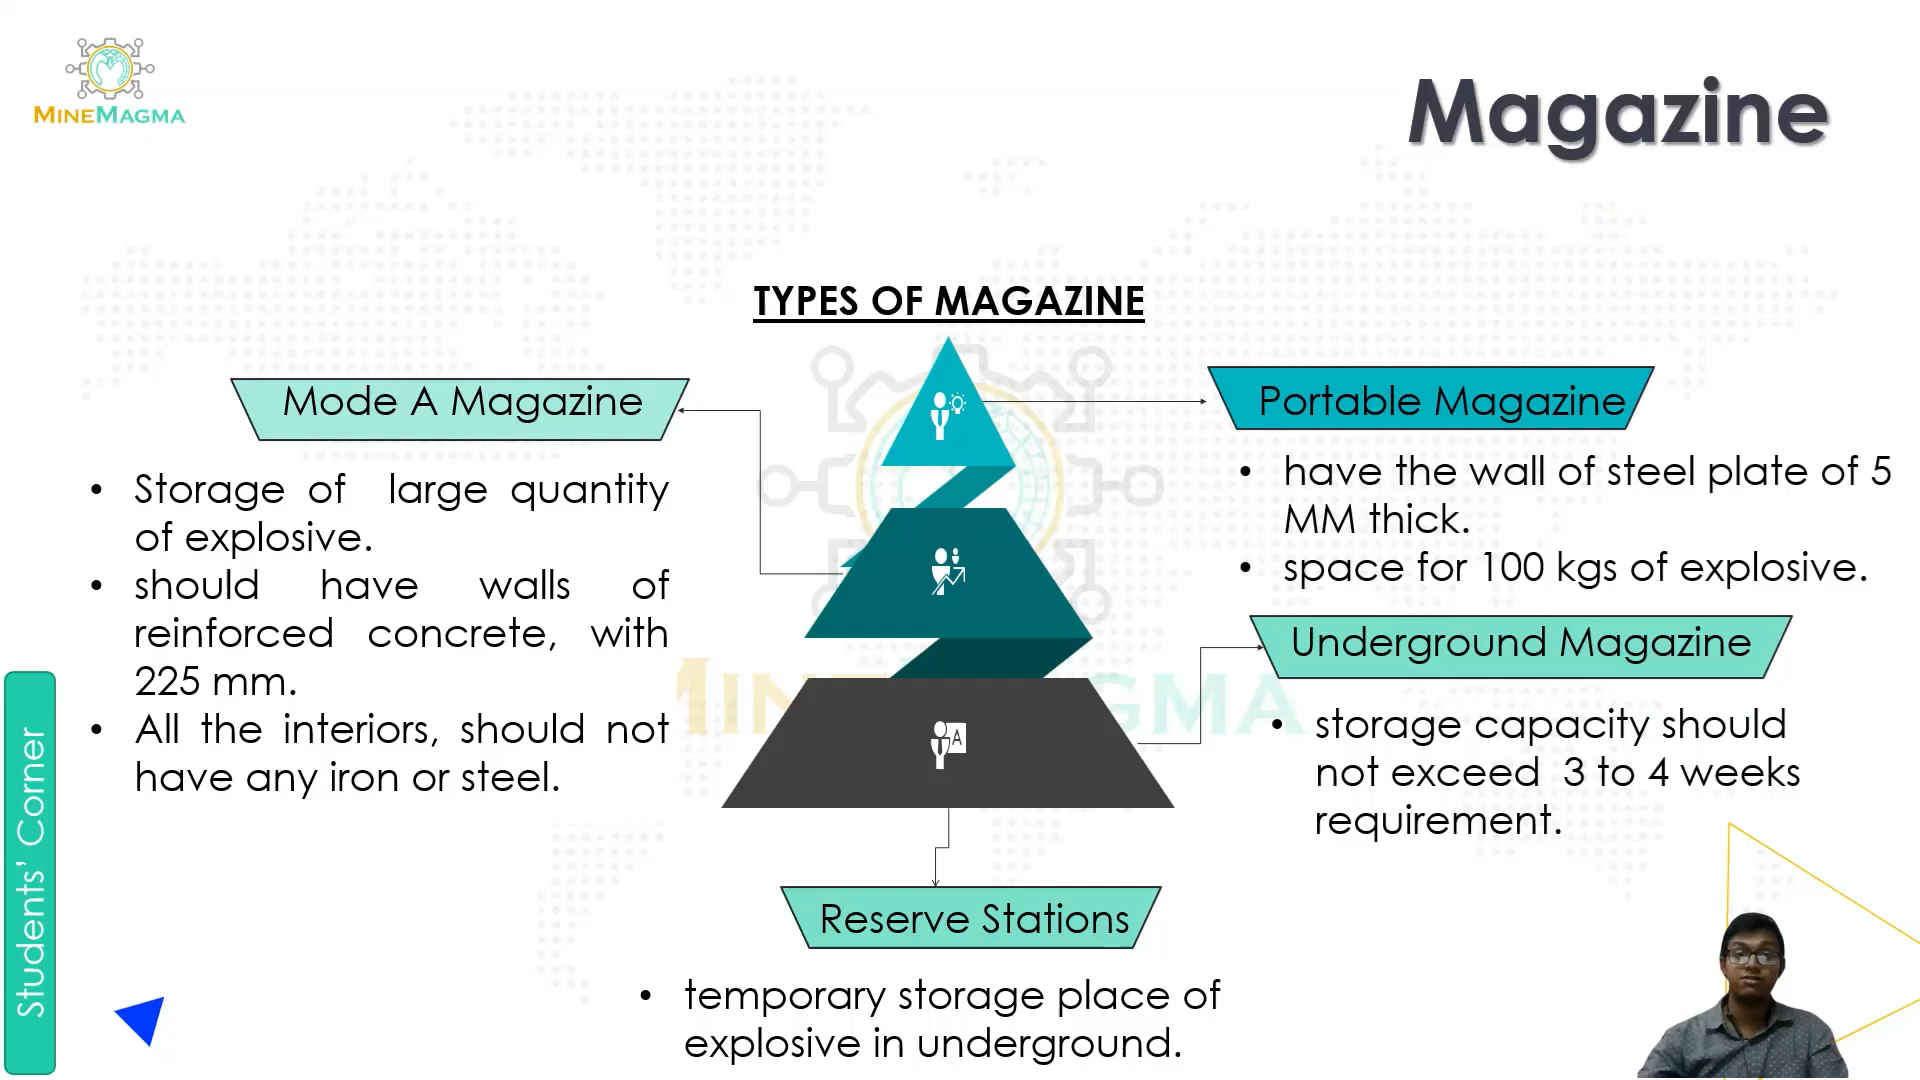 MINEMAGMA
Magazine
TYPES OF MAGAZINE
Mode A Magazine
• Storage of large quantity
of explosive.
• should have walls of
reinforced concrete, with
225 mm.
• All the interiors, should not
have any iron or steel.
Portable Magazine
• have the wall of steel plate of 5
MM thick.
• space for 100 kgs of explosive.
Underground Magazine
• storage capacity should
not exceed 3 to 4 weeks
requirement.
A
Reserve Stations
• temporary storage place of
explosive in underground.
Students' Corner
MINEMAGMA